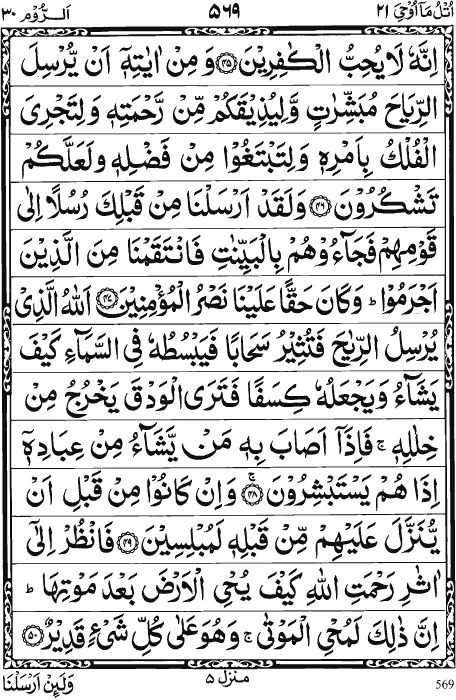 اُتْلُ مَآ اُوْحِيَ ٢١ ٥٦٩ اَلرُّوْم ٣٠
اِنَّهٗ لَا يُحِبُّ الْكٰفِرِيْنَ ۝٤٥ وَمِنْ اٰيٰتِهٖٓ اَنْ يُّرْسِلَ
الرِّيَاحَ مُبَشِّرٰتٍ وَّلِيُذِيْقَكُمْ مِّنْ رَّحْمَتِهٖ وَلِتَجْرِيَ
الْفُلْكُ بِاَمْرِهٖ وَلِتَبْتَغُوْا مِنْ فَضْلِهٖ وَلَعَلَّكُمْ
تَشْكُرُوْنَ ۝٤٦ وَلَقَدْ اَرْسَلْنَا مِنْ قَبْلِكَ رُسُلًا اِلٰى
قَوْمِهِمْ فَجَآءُوْهُمْ بِالْبَيِّنٰتِ فَانْتَقَمْنَا مِنَ الَّذِيْنَ
اَجْرَمُوْا ؕ وَكَانَ حَقًّا عَلَيْنَا نَصْرُ الْمُؤْمِنِيْنَ ۝٤٧ اَللّٰهُ الَّذِيْ
يُرْسِلُ الرِّيٰحَ فَتُثِيْرُ سَحَابًا فَيَبْسُطُهٗ فِي السَّمَآءِ كَيْفَ
يَشَآءُ وَيَجْعَلُهٗ كِسَفًا فَتَرَى الْوَدْقَ يَخْرُجُ مِنْ
خِلٰلِهٖ ۚ فَاِذَآ اَصَابَ بِهٖ مَنْ يَّشَآءُ مِنْ عِبَادِهٖٓ
اِذَا هُمْ يَسْتَبْشِرُوْنَ ۝٤٨ ۚ وَاِنْ كَانُوْا مِنْ قَبْلِ اَنْ
يُّنَزَّلَ عَلَيْهِمْ مِّنْ قَبْلِهٖ لَمُبْلِسِيْنَ ۝٤٩ فَانْظُرْ اِلٰٓى
اٰثٰرِ رَحْمَتِ اللّٰهِ كَيْفَ يُحْيِ الْاَرْضَ بَعْدَ مَوْتِهَا ؕ
اِنَّ ذٰلِكَ لَمُحْيِ الْمَوْتٰى ۚ وَهُوَ عَلٰى كُلِّ شَيْءٍ قَدِيْرٌ ۝٥٠
وَلَئِنْ اَرْسَلْنَا منزل ٥ 569